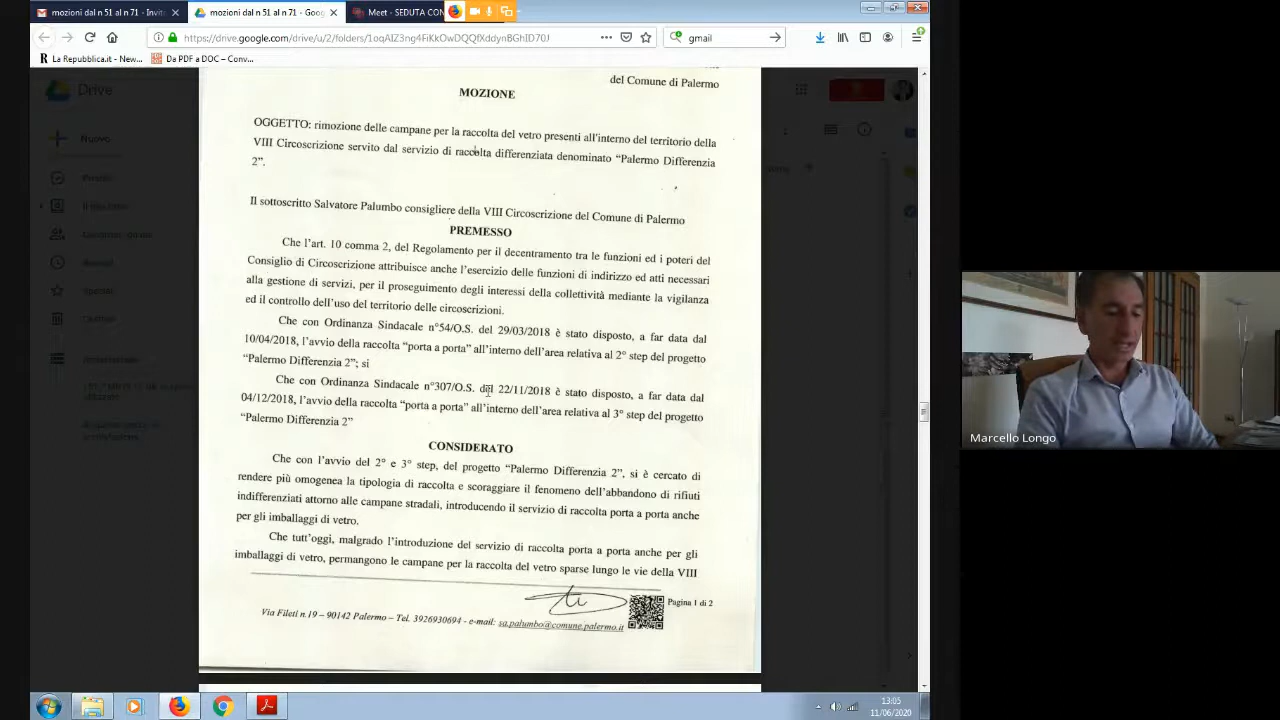 mozioni dal n 51 al n 71 - Invit
mozioni dal n 51 al n 71 - Goog
Meet - SEDUTA CON
https://drive.google.com/drive/u/2/folders/
gmail
La Repubblica.it - New...
Da PDF a DOC – Conv...
Drive
Nuovo
del Comune di Palermo
MOZIONE
OGGETTO: rimozione delle campane per la raccolta del vetro presenti all'interno del territorio della
VIII Circoscrizione servito dal servizio di raccolta differenziata denominato “Palermo Differenzia
2”.
Il sottoscritto Salvatore Palumbo consigliere della VIII Circoscrizione del Comune di Palermo
PREMESSO
Che l'art. 10 comma 2, del Regolamento per il decentramento tra le funzioni ed i poteri del
Consiglio di Circoscrizione attribuisce anche l'esercizio delle funzioni di indirizzo ed atti necessari
alla gestione di servizi, per il proseguimento degli interessi della collettività mediante la vigilanza
ed il controllo dell'uso del territorio delle circoscrizioni.
Che con Ordinanza Sindacale n°54/O.S. del 29/03/2018 è stato disposto, a far data dal
10/04/2018, l'avvio della raccolta “porta a porta” all'interno dell'area relativa al 2° step del progetto
“Palermo Differenzia 2”; si
Che con Ordinanza Sindacale n°307/O.S. del 22/11/2018 è stato disposto, a far data dal
04/12/2018, l'avvio della raccolta “porta a porta” all'interno dell'area relativa al 3° step del progetto
“Palermo Differenzia 2”
CONSIDERATO
Che con l'avvio del 2° e 3° step, del progetto “Palermo Differenzia 2”, si è cercato di
rendere più omogenea la tipologia di raccolta e scoraggiare il fenomeno dell'abbandono di rifiuti
indifferenziati attorno alle campane stradali, introducendo il servizio di raccolta porta a porta anche
per gli imballaggi di vetro.
Che tutt'oggi, malgrado l'introduzione del servizio di raccolta porta a porta anche per gli
imballaggi di vetro, permangono le campane per la raccolta del vetro sparse lungo le vie della VIII
Pagina 1 di 2
Via Fileti n.19 – 90142 Palermo – Tel. 3926930694 - e-mail: sa.palumbo@comune.palermo.it
13:05
11/06/2020
Marcello Longo